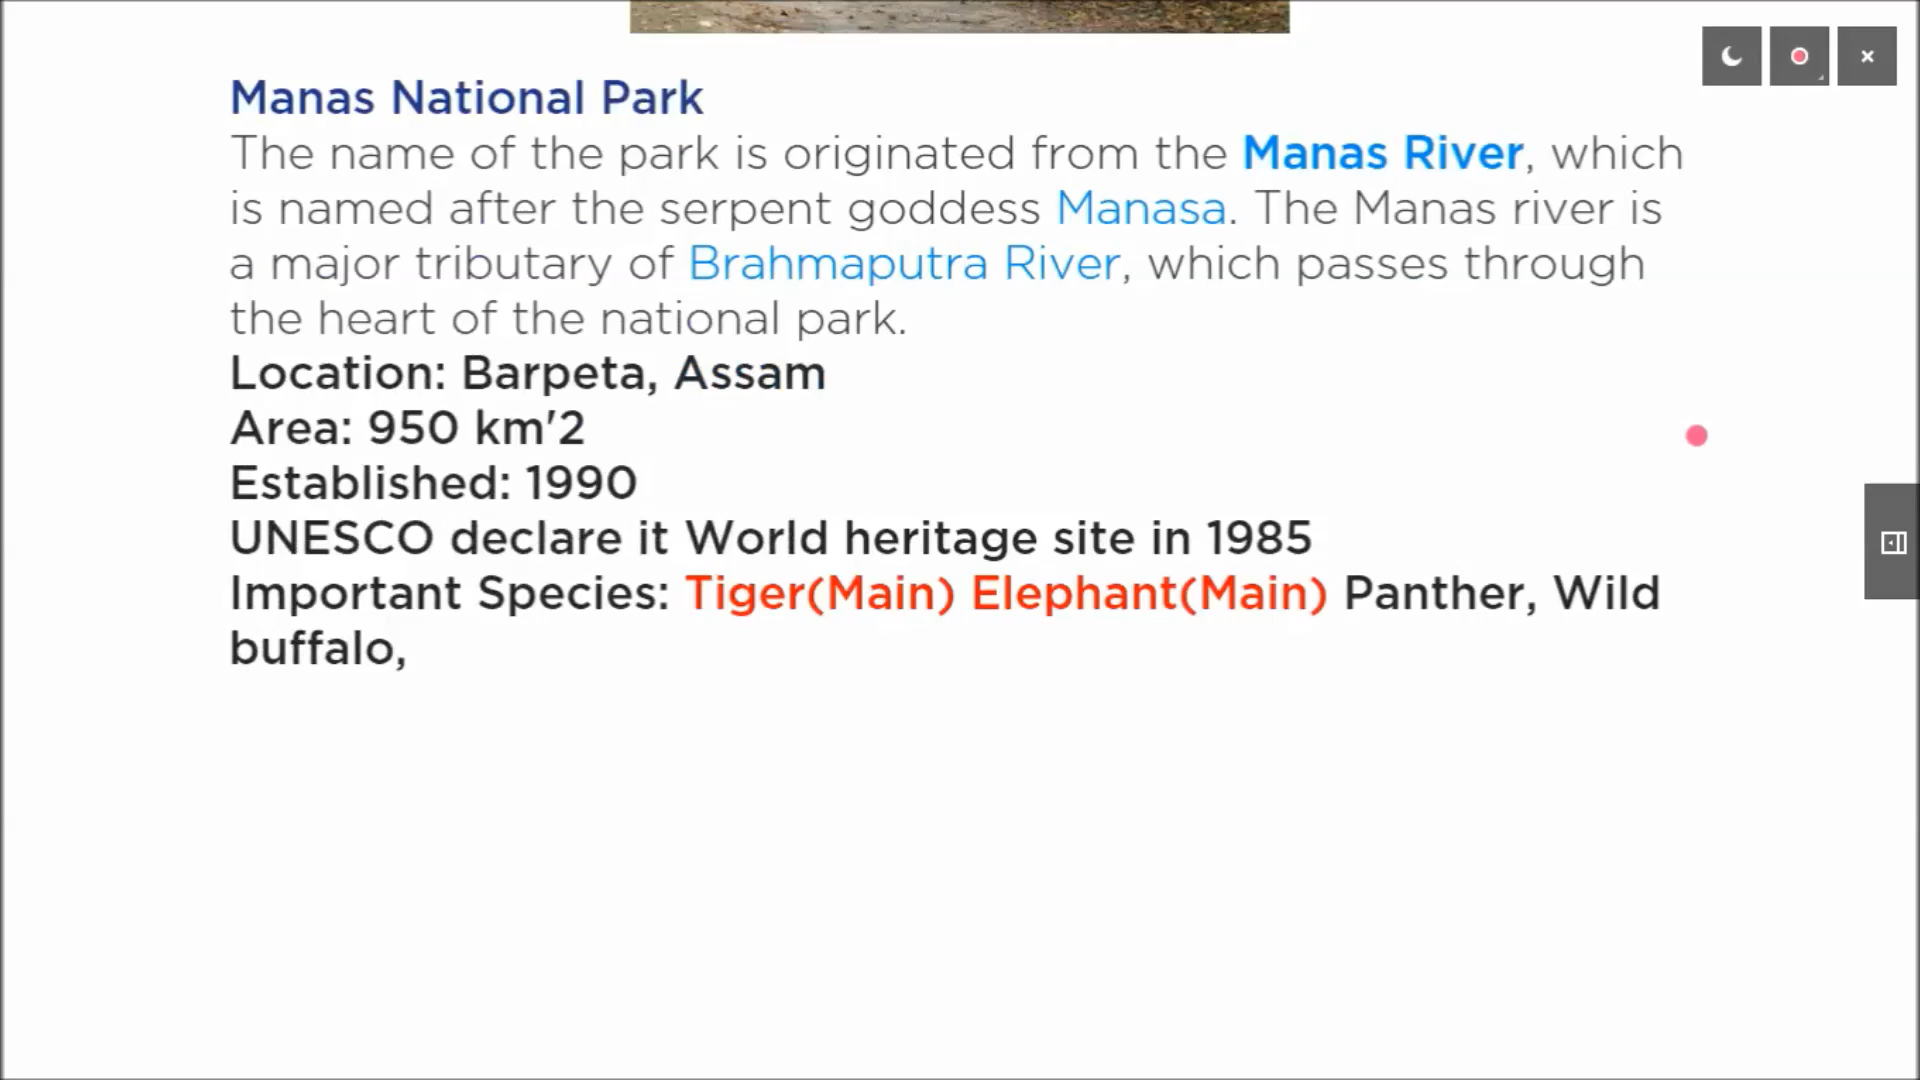 Manas National Park
The name of the park is originated from the Manas River, which
is named after the serpent goddess Manasa. The Manas river is
a major tributary of Brahmaputra River, which passes through
the heart of the national park.
Location: Barpeta, Assam
Area: 950 km'2
Established: 1990
UNESCO declare it World heritage site in 1985
Important Species: Tiger(Main) Elephant(Main) Panther, Wild
buffalo,